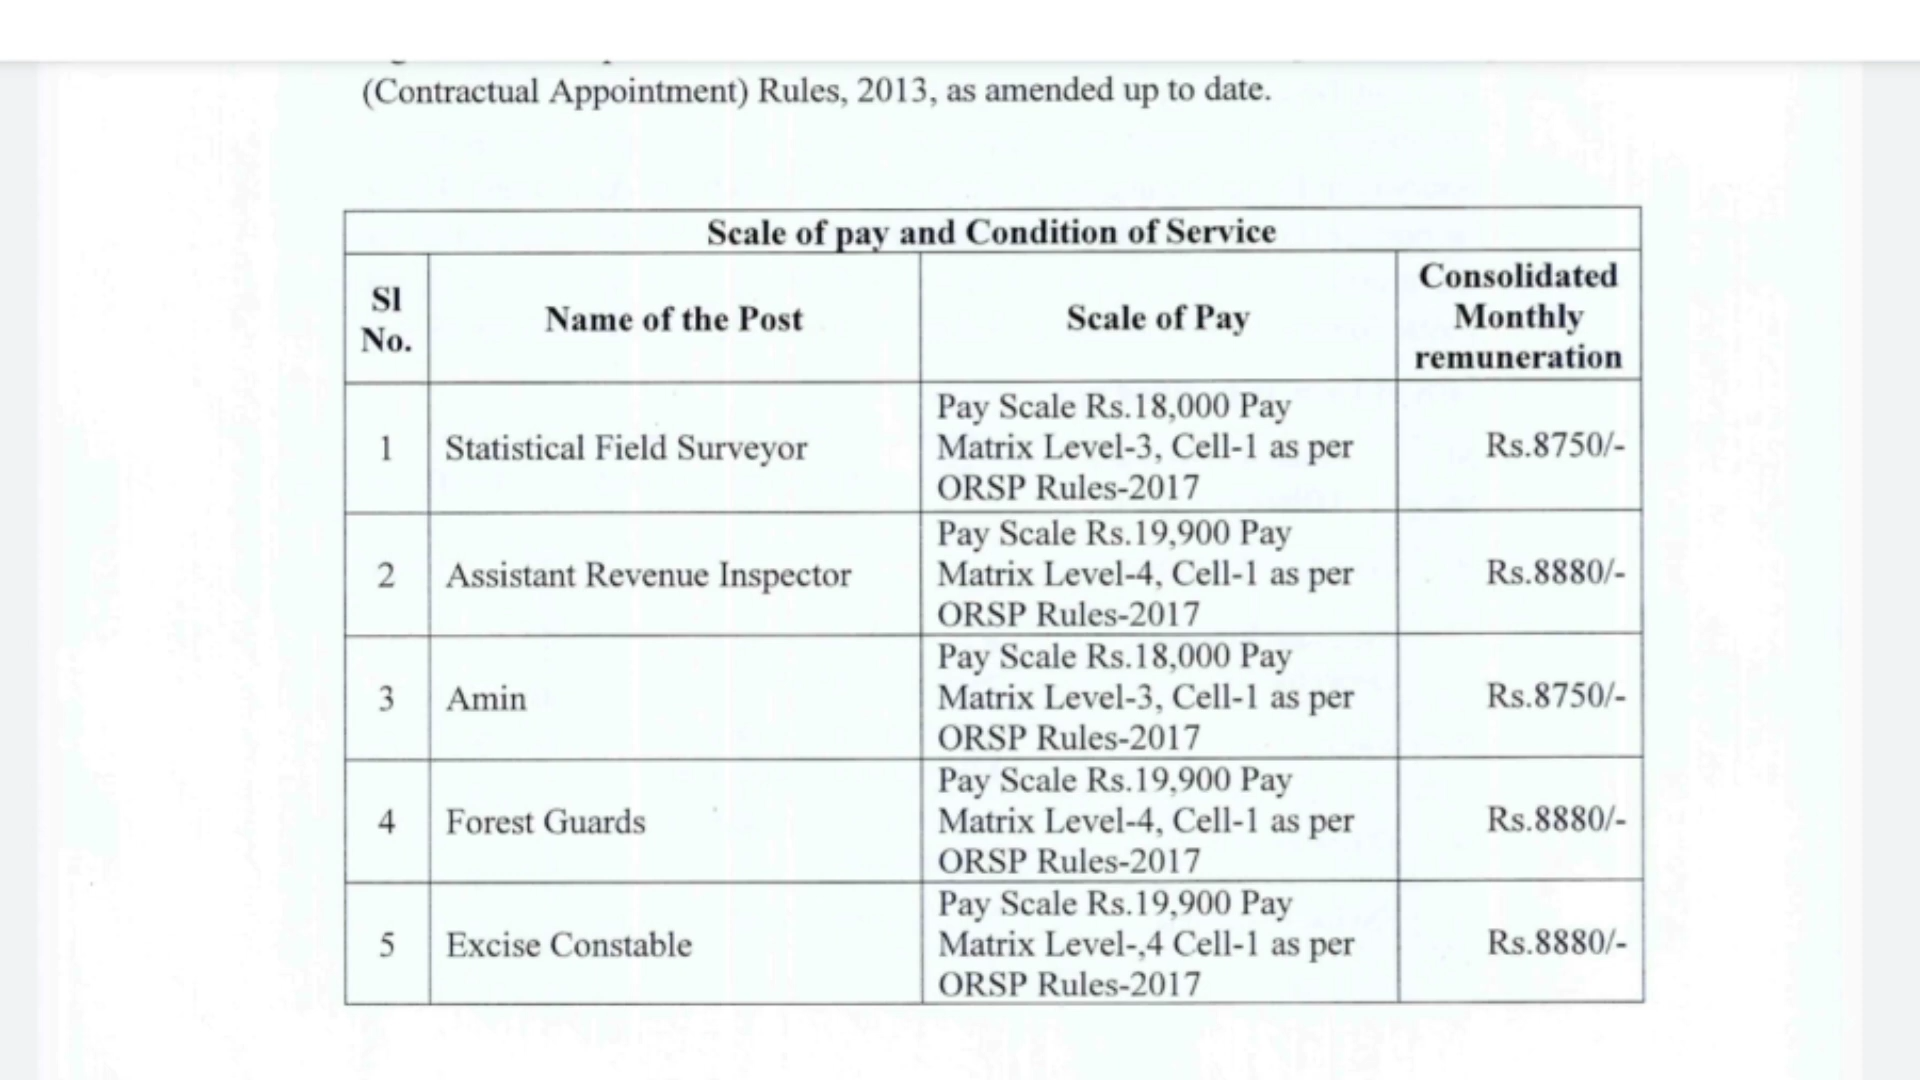 (Contractual Appointment) Rules, 2013, as amended up to date.
Scale of pay and Condition of Service
Sl
No.
Name of the Post
Scale of Pay
Consolidated
Monthly
remuneration
1
Statistical Field Surveyor
Pay Scale Rs.18,000 Pay
Matrix Level-3, Cell-1 as per
ORSP Rules-2017
Rs.8750/-
2
Assistant Revenue Inspector
Pay Scale Rs.19,900 Pay
Matrix Level-4, Cell-1 as per
ORSP Rules-2017
Rs.8880/-
3
Amin
Pay Scale Rs.18,000 Pay
Matrix Level-3, Cell-1 as per
ORSP Rules-2017
Rs.8750/-
4
Forest Guards
Pay Scale Rs.19,900 Pay
Matrix Level-4, Cell-1 as per
ORSP Rules-2017
Rs.8880/-
5
Excise Constable
Pay Scale Rs.19,900 Pay
Matrix Level-,4 Cell-1 as per
ORSP Rules-2017
Rs.8880/-